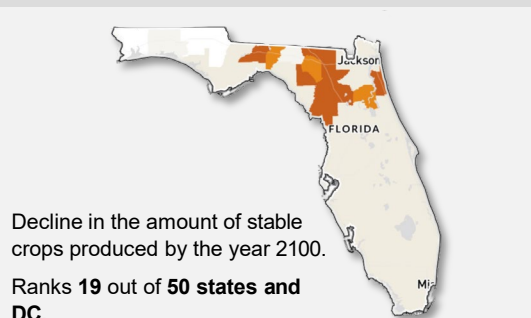 Jackson
FLORIDA
Decline in the amount of stable
crops produced by the year 2100.
Ranks 19 out of 50 states and
Mi
DC